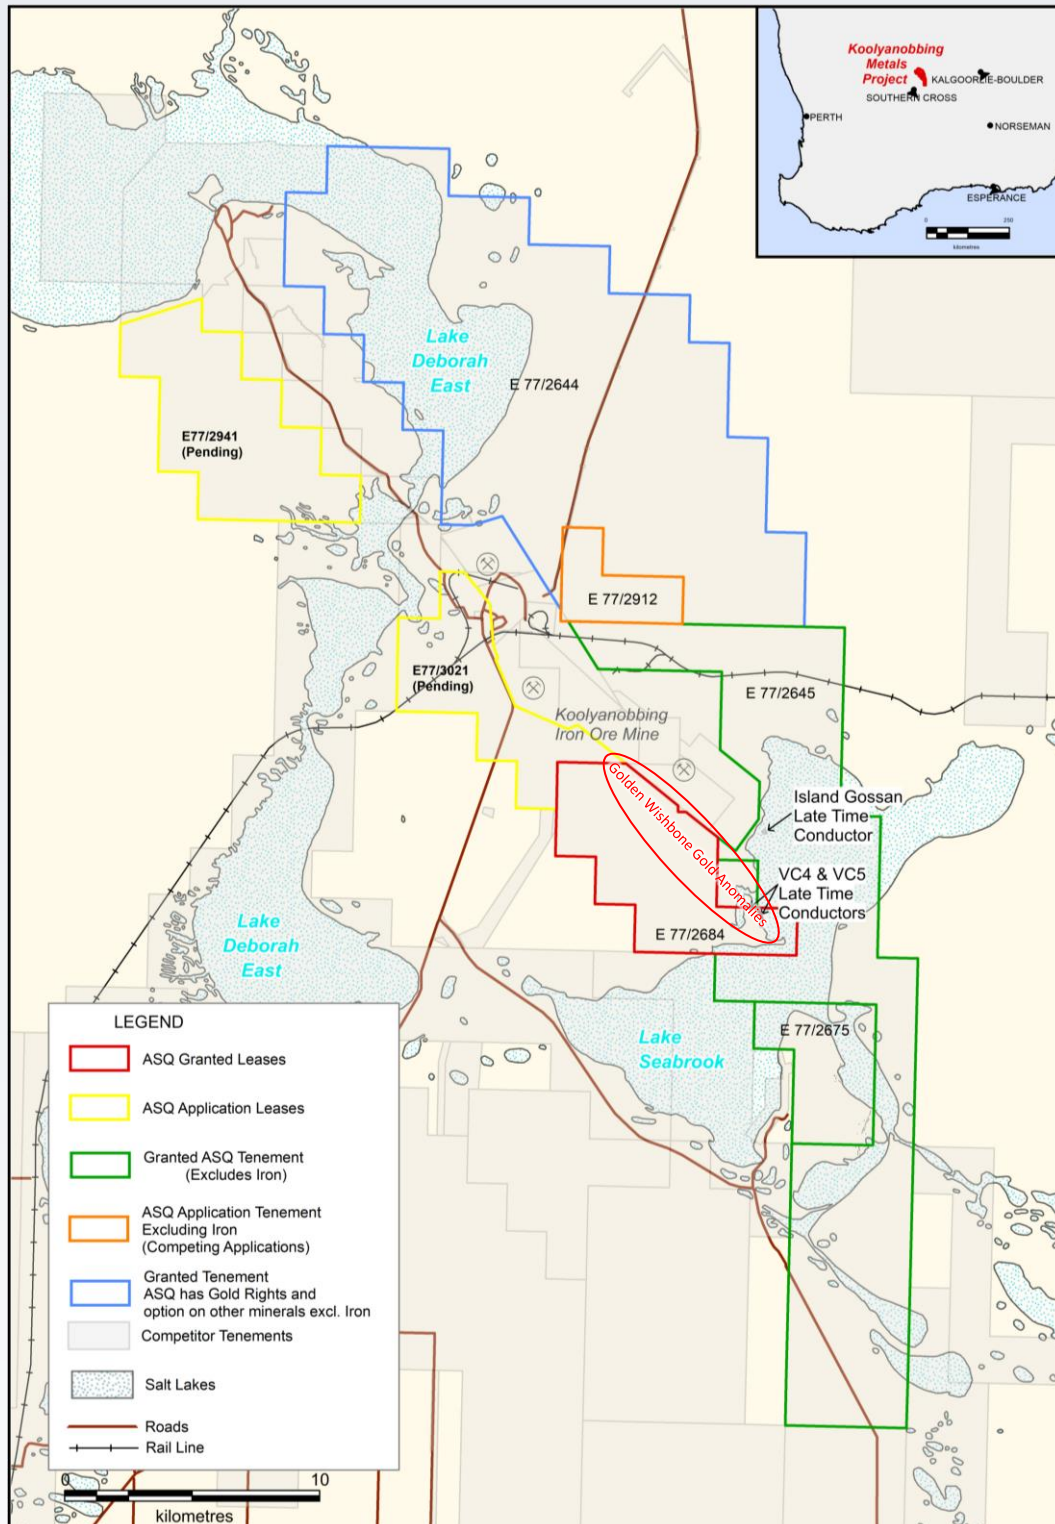 Koolyanobbing
Metals
Project
KALGOORLIE-BOULDER
SOUTHERN CROSS
PERTH
NORSEMAN
ESPERANCE
0 250
kilometres
Lake
Deborah
East
E 77/2644
E77/2941
(Pending)
E 77/2912
E77/3021
(Pending)
E 77/2645
Koolyanobbing
Iron Ore Mine
Golden Wishbone Gold Anomalies
Island Gossan
Late Time
Conductor
VC4 & VC5
Late Time
Conductors
E 77/2684
Lake
Deborah
East
Lake
Seabrook
E 77/2675
LEGEND
ASQ Granted Leases
ASQ Application Leases
Granted ASQ Tenement
(Excludes Iron)
ASQ Application Tenement
Excluding Iron
(Competing Applications)
Granted Tenement
ASQ has Gold Rights and
option on other minerals excl. Iron
Competitor Tenements
Salt Lakes
Roads
Rail Line
0 10
kilometres